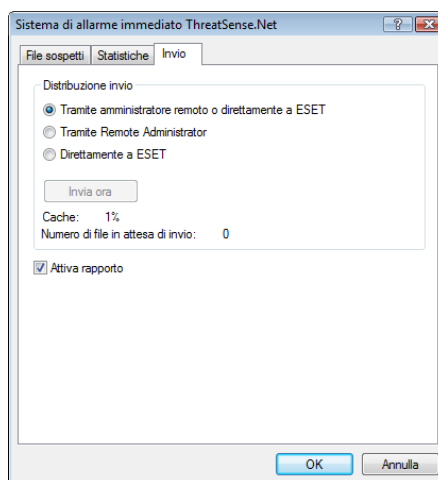 Sistema di allarme immediato ThreatSense.Net
File sospetti Statistiche Invio
Distribuzione invio
Tramite amministratore remoto o direttamente a ESET
Tramite Remote Administrator
Direttamente a ESET
Invia ora
Cache: 1%
Numero di file in attesa di invio: 0
Attiva rapporto
OK Annulla